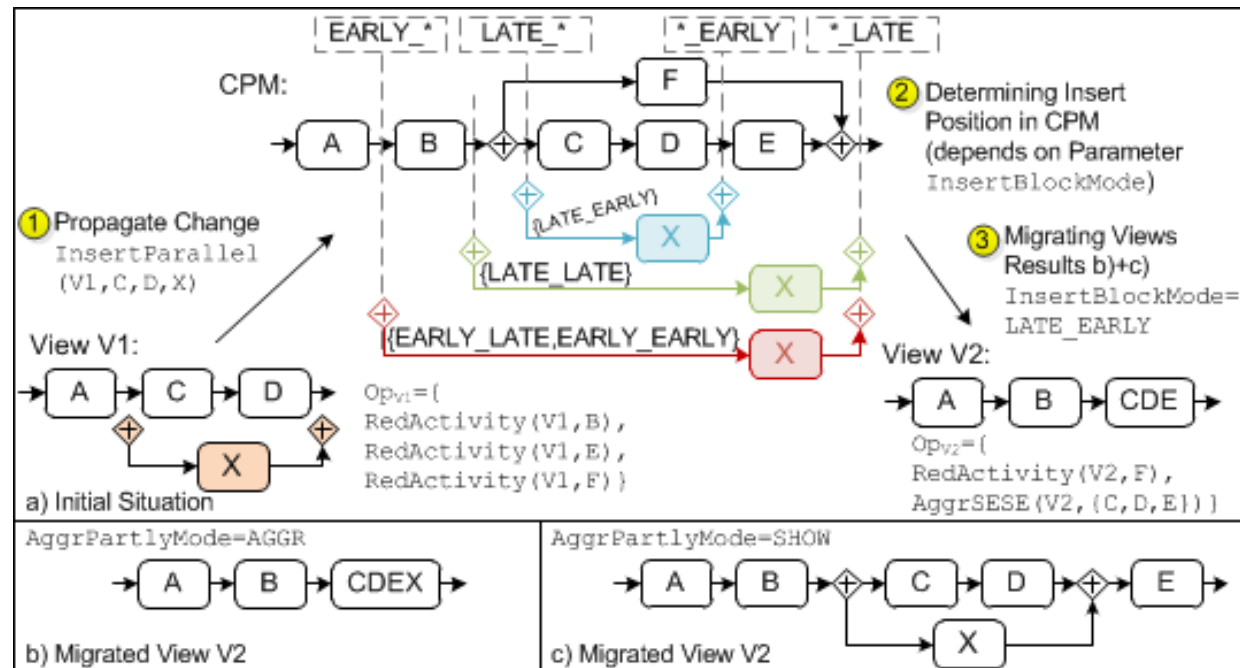 EARLY_* LATE_* *_EARLY *_LATE
CPM:
F
A B C D E
2 Determining Insert
Position in CPM
(depends on Parameter
InsertBlockMode)
1 Propagate Change
InsertParallel
(V1,C,D,X)
{LATE_EARLY}
X
{LATE_LATE}
X
{EARLY_LATE,EARLY_EARLY}
X
3 Migrating Views
Results b)+c)
InsertBlockMode=
LATE_EARLY
View V1:
A C D
X
Opv1={
RedActivity(V1,B),
RedActivity(V1,E),
RedActivity(V1,F)}
View V2:
A B CDE
Opv2={
RedActivity(V2,F),
AggrSESE(V2,{C,D,E})}
a) Initial Situation
AggrPartlyMode=AGGR
A B CDEX
b) Migrated View V2
AggrPartlyMode=SHOW
A B C D E
X
c) Migrated View V2